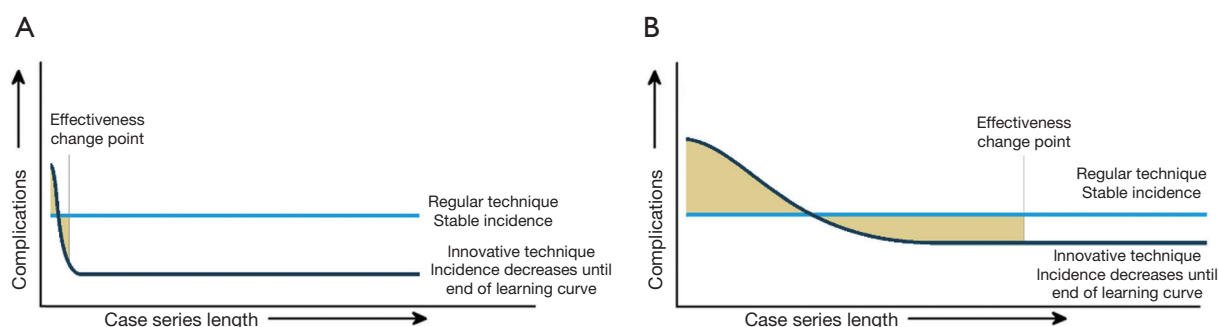 A
Complications
Effectiveness
change point
Regular technique
Stable incidence
Innovative technique
Incidence decreases until
end of learning curve
Case series length
B
Complications
Effectiveness
change point
Regular technique
Stable incidence
Innovative technique
Incidence decreases until
end of learning curve
Case series length